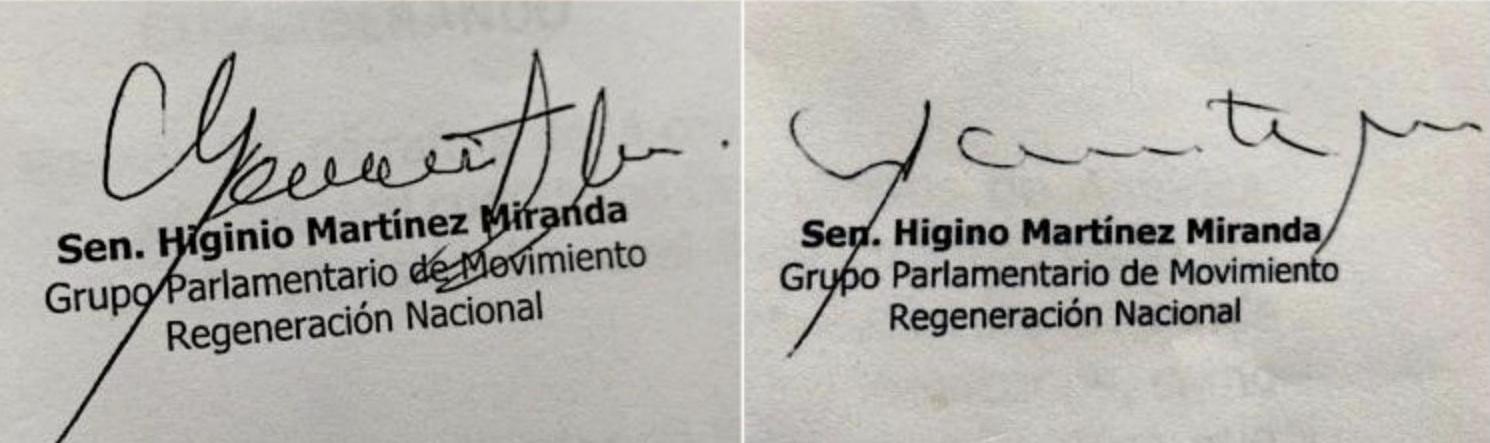 Sen. Higinio Martínez Miranda
Grupo Parlamentario de Movimiento
Regeneración Nacional
Sen. Higino Martínez Miranda
Grupo Parlamentario de Movimiento
Regeneración Nacional